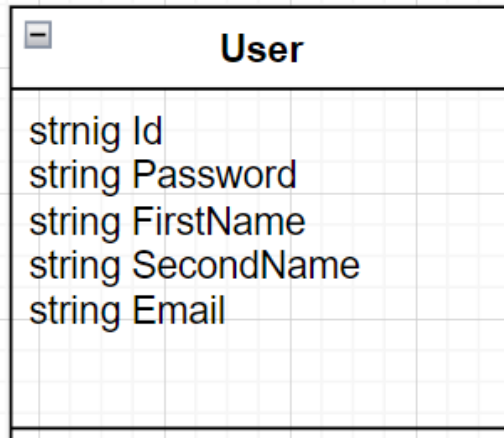 User
strnig Id
string Password
string FirstName
string SecondName
string Email